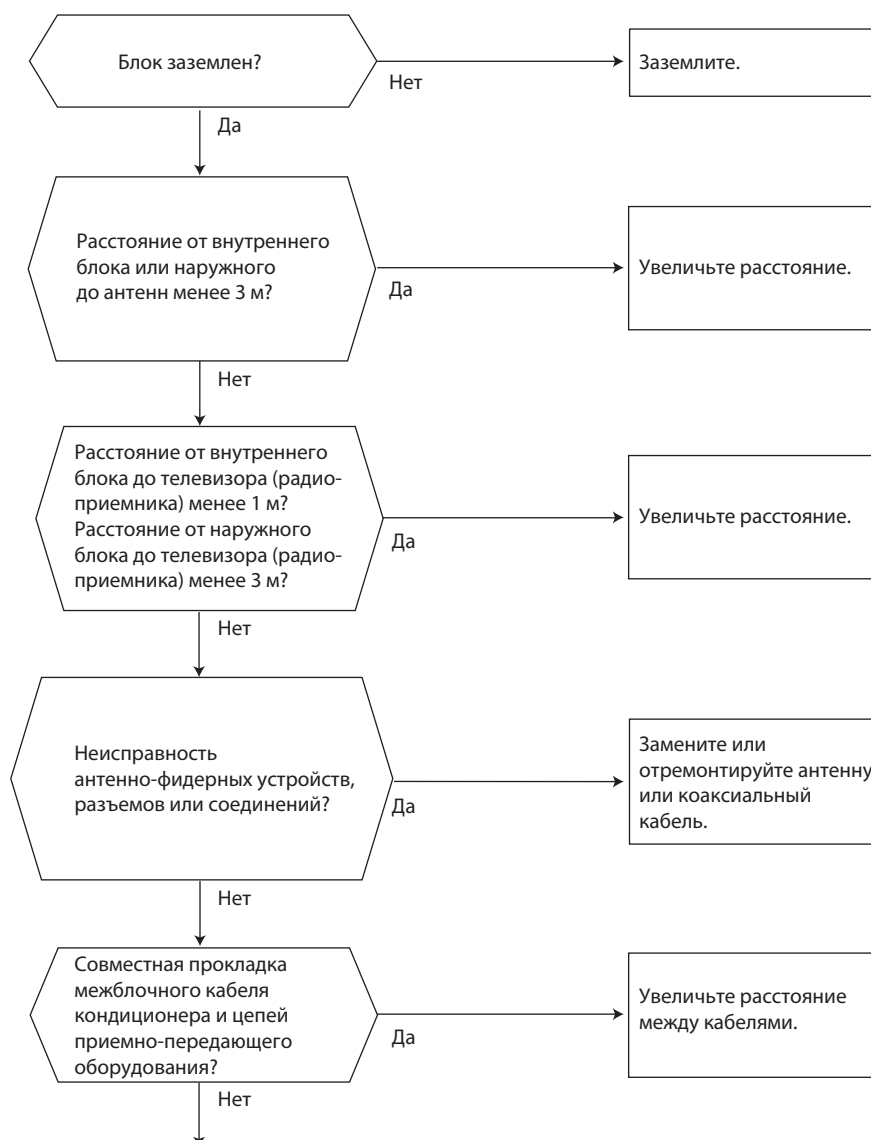 Блок заземлен?
Нет
Заземлите.
Да
Расстояние от внутреннего
блока или наружного
до антенн менее 3 м?
Да
Увеличьте расстояние.
Нет
Расстояние от внутреннего
блока до телевизора (радио-
приемника) менее 1 м?
Расстояние от наружного
блока до телевизора (радио-
приемника) менее 3 м?
Да
Увеличьте расстояние.
Нет
Неисправность
антенно-фидерных устройств,
разъемов или соединений?
Да
Замените или
отремонтируйте антенну
или коаксиальный
кабель.
Нет
Совместная прокладка
межблочного кабеля
кондиционера и цепей
приемно-передающего
оборудования?
Да
Увеличьте расстояние
между кабелями.
Нет